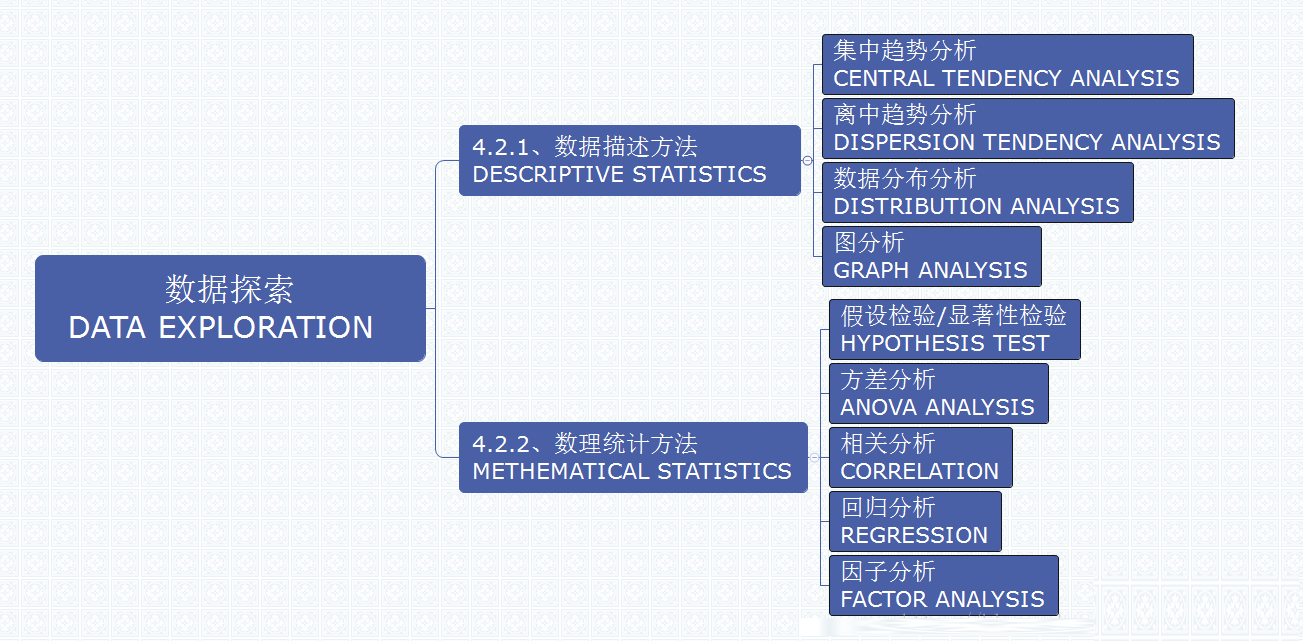 数据探索
DATA EXPLORATION
4.2.1、数据描述方法
DESCRIPTIVE STATISTICS
集中趋势分析
CENTRAL TENDENCY ANALYSIS
离中趋势分析
DISPERSION TENDENCY ANALYSIS
数据分布分析
DISTRIBUTION ANALYSIS
图分析
GRAPH ANALYSIS
4.2.2、数理统计方法
METHEMATICAL STATISTICS
假设检验/显著性检验
HYPOTHESIS TEST
方差分析
ANOVA ANALYSIS
相关分析
CORRELATION
回归分析
REGRESSION
因子分析
FACTOR ANALYSIS